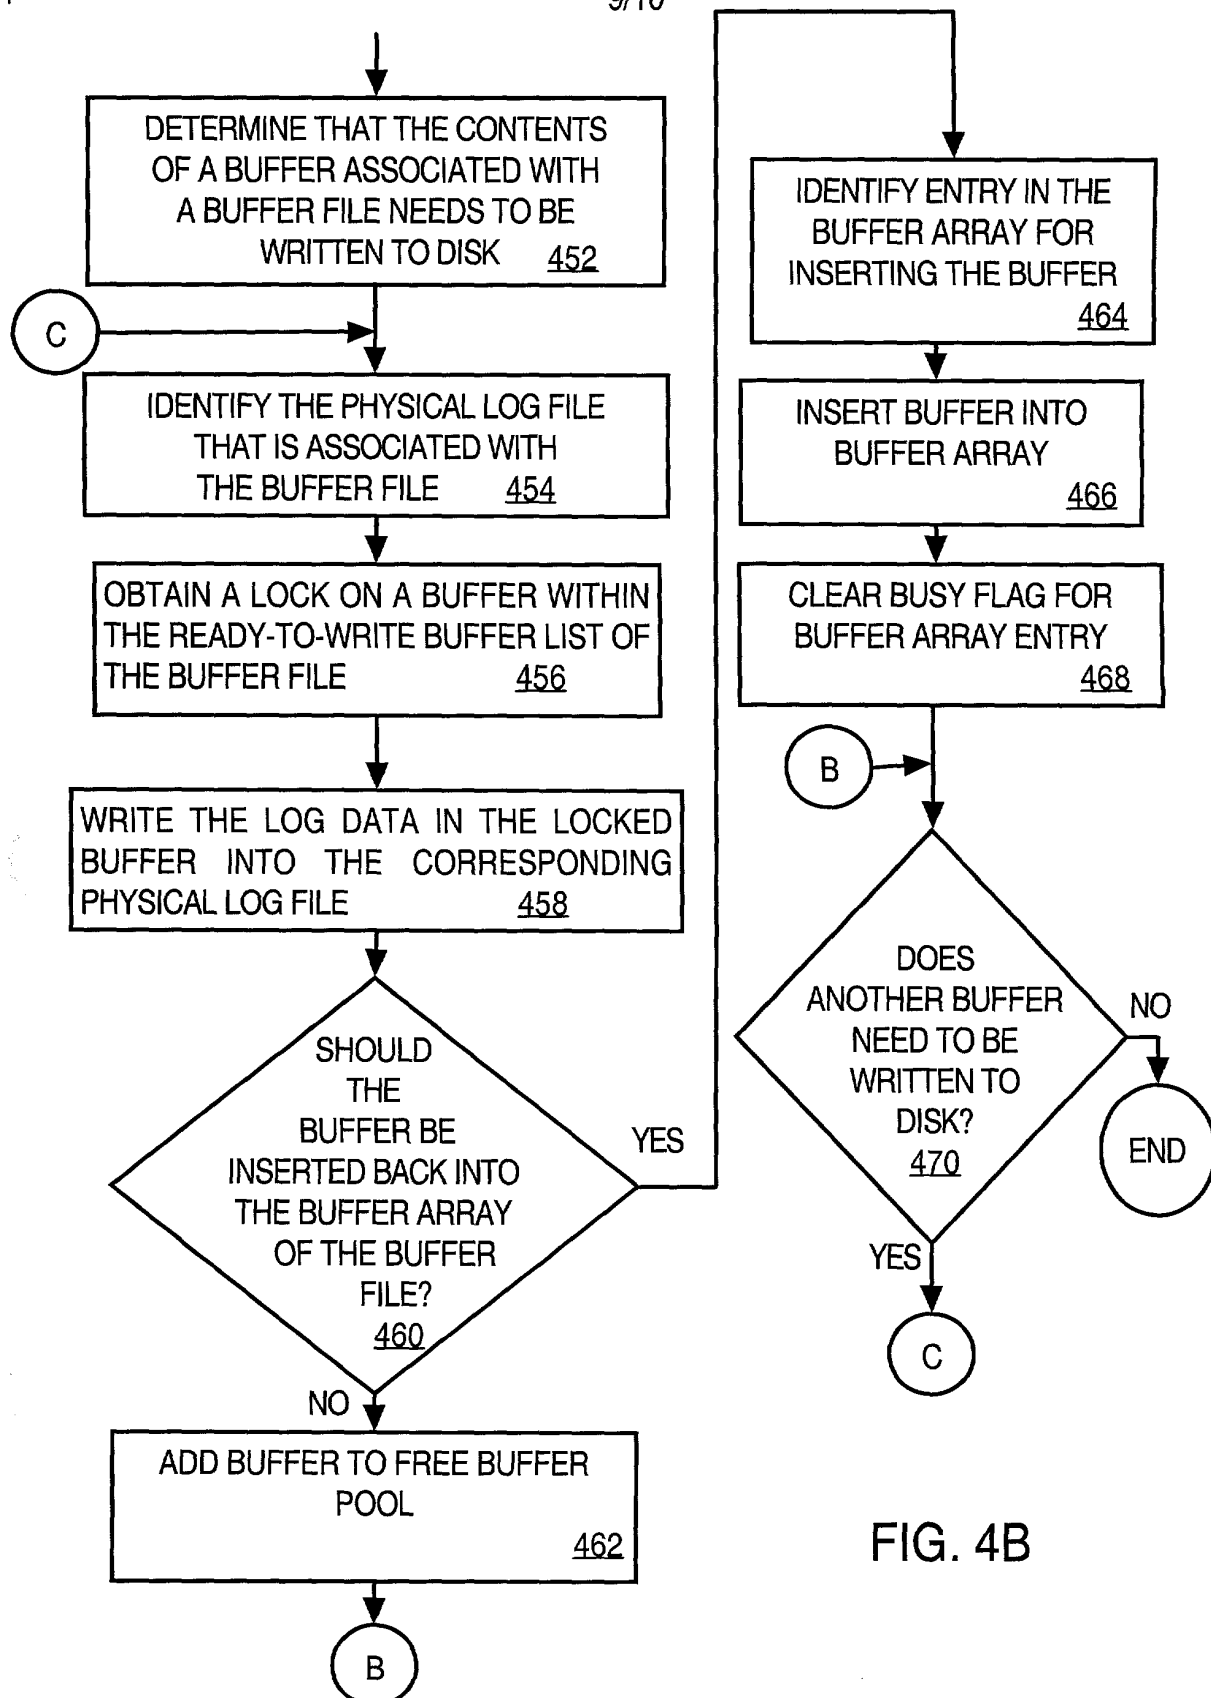 9/10
DETERMINE THAT THE CONTENTS
OF A BUFFER ASSOCIATED WITH
A BUFFER FILE NEEDS TO BE
WRITTEN TO DISK 452
C
IDENTIFY THE PHYSICAL LOG FILE
THAT IS ASSOCIATED WITH
THE BUFFER FILE 454
OBTAIN A LOCK ON A BUFFER WITHIN
THE READY-TO-WRITE BUFFER LIST OF
THE BUFFER FILE 456
WRITE THE LOG DATA IN THE LOCKED
BUFFER INTO THE CORRESPONDING
PHYSICAL LOG FILE 458
SHOULD
THE
BUFFER BE
INSERTED BACK INTO
THE BUFFER ARRAY
OF THE BUFFER
FILE?
460
YES
NO
ADD BUFFER TO FREE BUFFER
POOL
462
B
IDENTIFY ENTRY IN THE
BUFFER ARRAY FOR
INSERTING THE BUFFER
464
INSERT BUFFER INTO
BUFFER ARRAY
466
CLEAR BUSY FLAG FOR
BUFFER ARRAY ENTRY
468
B
DOES
ANOTHER BUFFER
NEED TO BE
WRITTEN TO
DISK?
470
NO
END
YES
C
FIG. 4B